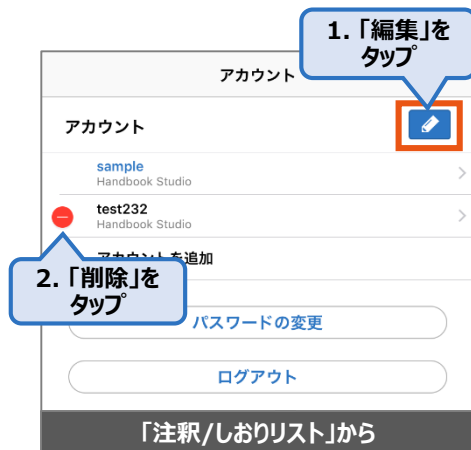 1.「編集」を
タップ
アカウント
アカウント
sample
Handbook Studio
test232
Handbook Studio
アカウントを追加
2.「削除」を
タップ
パスワードの変更
ログアウト
「注釈/しおりリスト」から